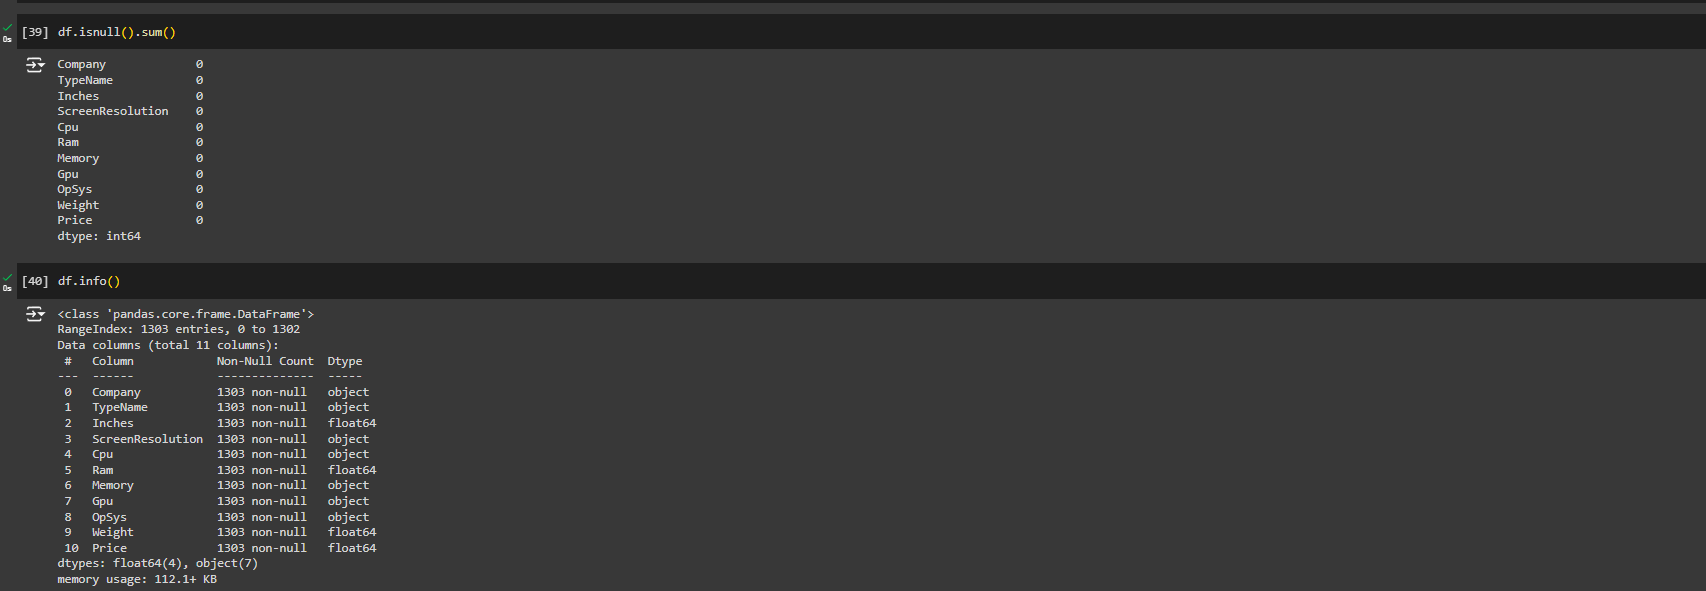 [39] df.isnull().sum()
0s
Company 0
TypeName 0
Inches 0
ScreenResolution 0
Cpu 0
Ram 0
Memory 0
Gpu 0
OpSys 0
Weight 0
Price 0
dtype: int64
[40] df.info()
0s
<class 'pandas.core.frame.DataFrame'>
RangeIndex: 1303 entries, 0 to 1302
Data columns (total 11 columns):
# Column Non-Null Count Dtype
--- ------ -------------- -----
0 Company 1303 non-null object
1 TypeName 1303 non-null object
2 Inches 1303 non-null float64
3 ScreenResolution 1303 non-null object
4 Cpu 1303 non-null object
5 Ram 1303 non-null float64
6 Memory 1303 non-null object
7 Gpu 1303 non-null object
8 OpSys 1303 non-null object
9 Weight 1303 non-null float64
10 Price 1303 non-null float64
dtypes: float64(4), object(7)
memory usage: 112.1+ KB